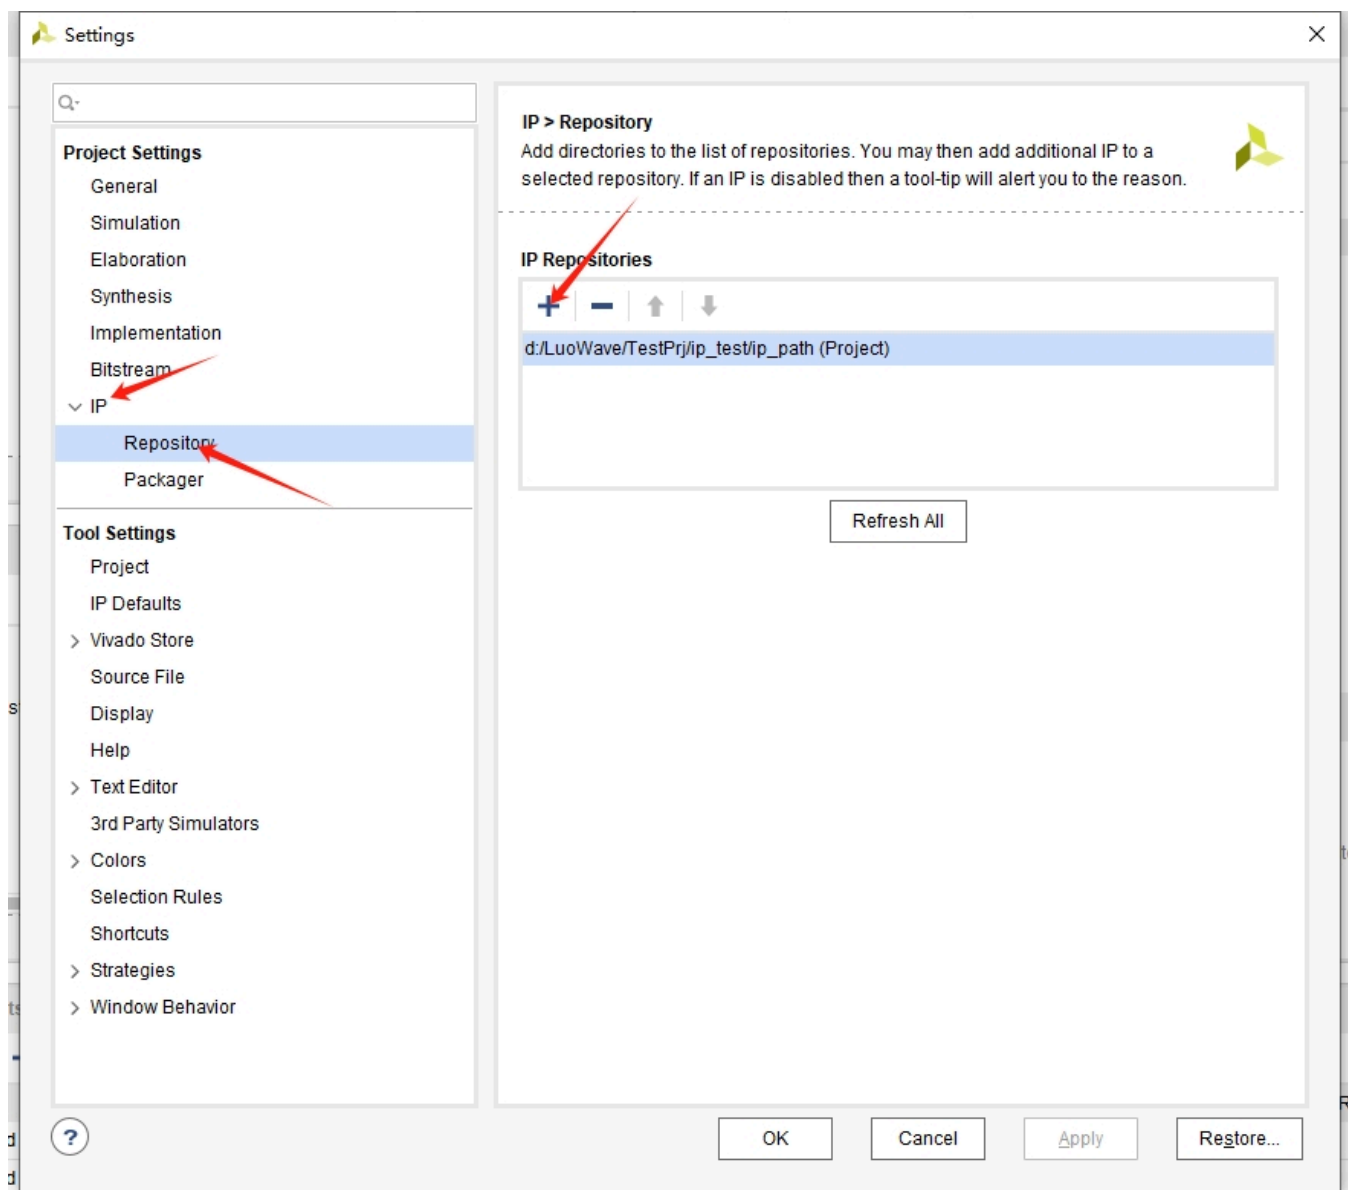 Settings
Project Settings
General
Simulation
Elaboration
Synthesis
Implementation
Bitstream
IP
Repository
Packager
Tool Settings
Project
IP Defaults
Vivado Store
Source File
Display
Help
Text Editor
3rd Party Simulators
Colors
Selection Rules
Shortcuts
Strategies
Window Behavior
IP > Repository
Add directories to the list of repositories. You may then add additional IP to a
selected repository. If an IP is disabled then a tool-tip will alert you to the reason.
IP Repositories
d:/LuoWave/TestPrj/ip_test/ip_path (Project)
Refresh All
?
OK
Cancel
Apply
Restore...